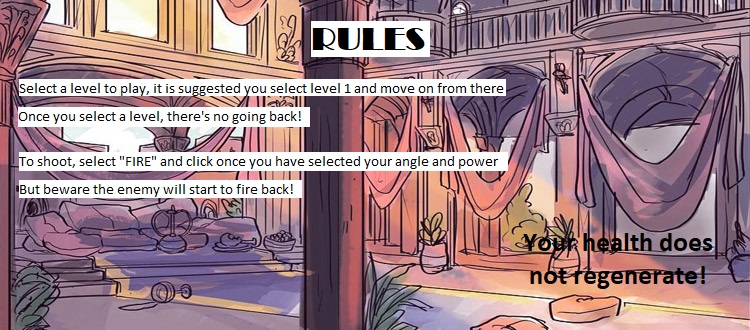 RULES
Select a level to play, it is suggested you select level 1 and move on from there
Once you select a level, there's no going back!
To shoot, select "FIRE" and click once you have selected your angle and power
But beware the enemy will start to fire back!
Your health does
not regenerate!